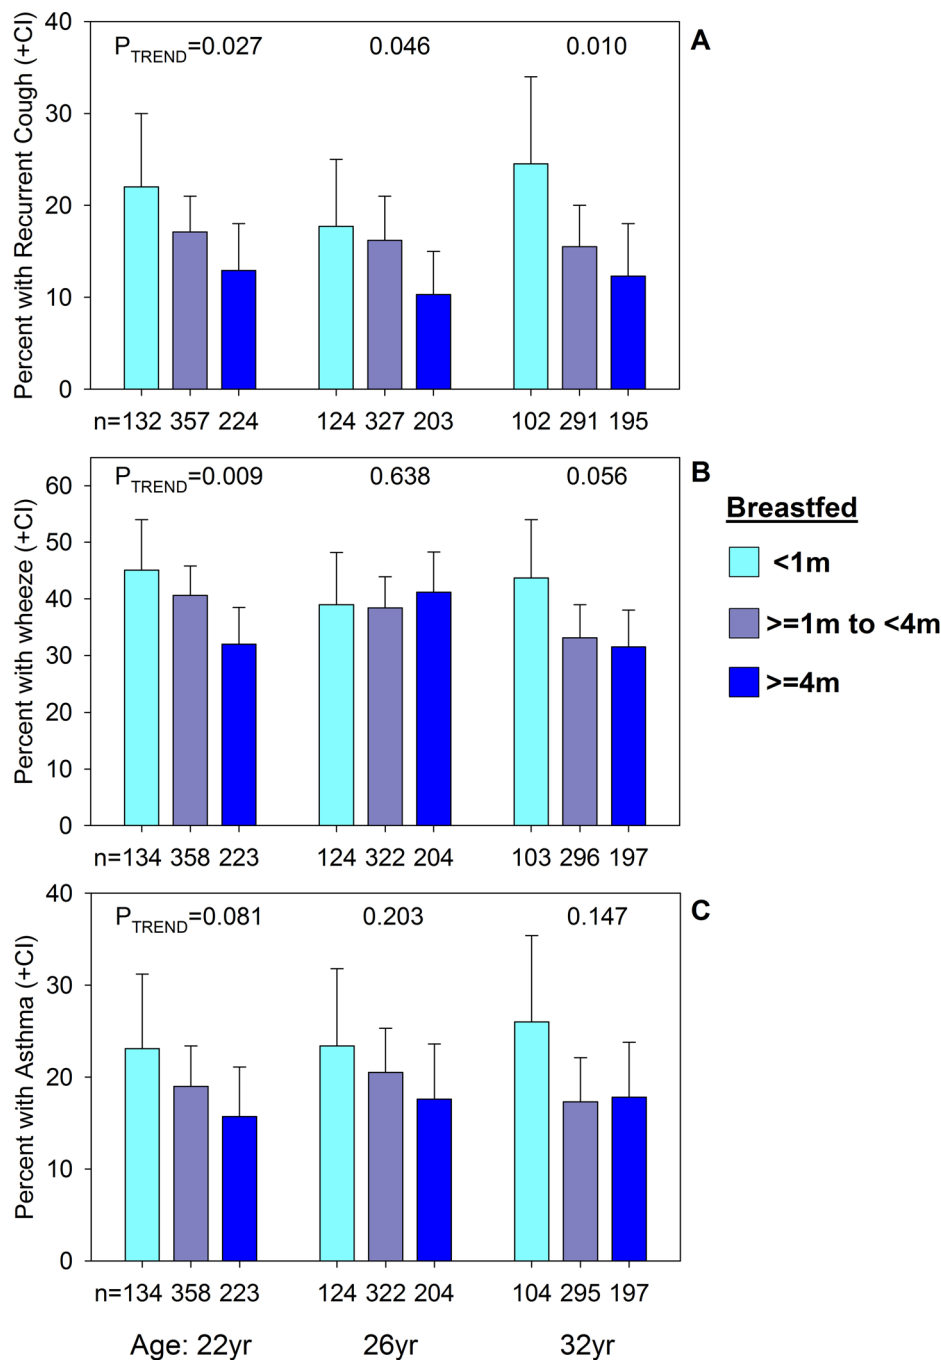 Percent with Recurrent Cough (+CI)
40
30
20
10
0
P_TREND=0.027 0.046 0.010
A
n=132 357 224 124 327 203 102 291 195
Percent with wheeze (+CI)
60
50
40
30
20
10
0
P_TREND=0.009 0.638 0.056
B
n=134 358 223 124 322 204 103 296 197
Breastfed
<1m
>=1m to <4m
>=4m
Percent with Asthma (+CI)
40
30
20
10
0
P_TREND=0.081 0.203 0.147
C
n=134 358 223 124 322 204 104 295 197
Age: 22yr 26yr 32yr